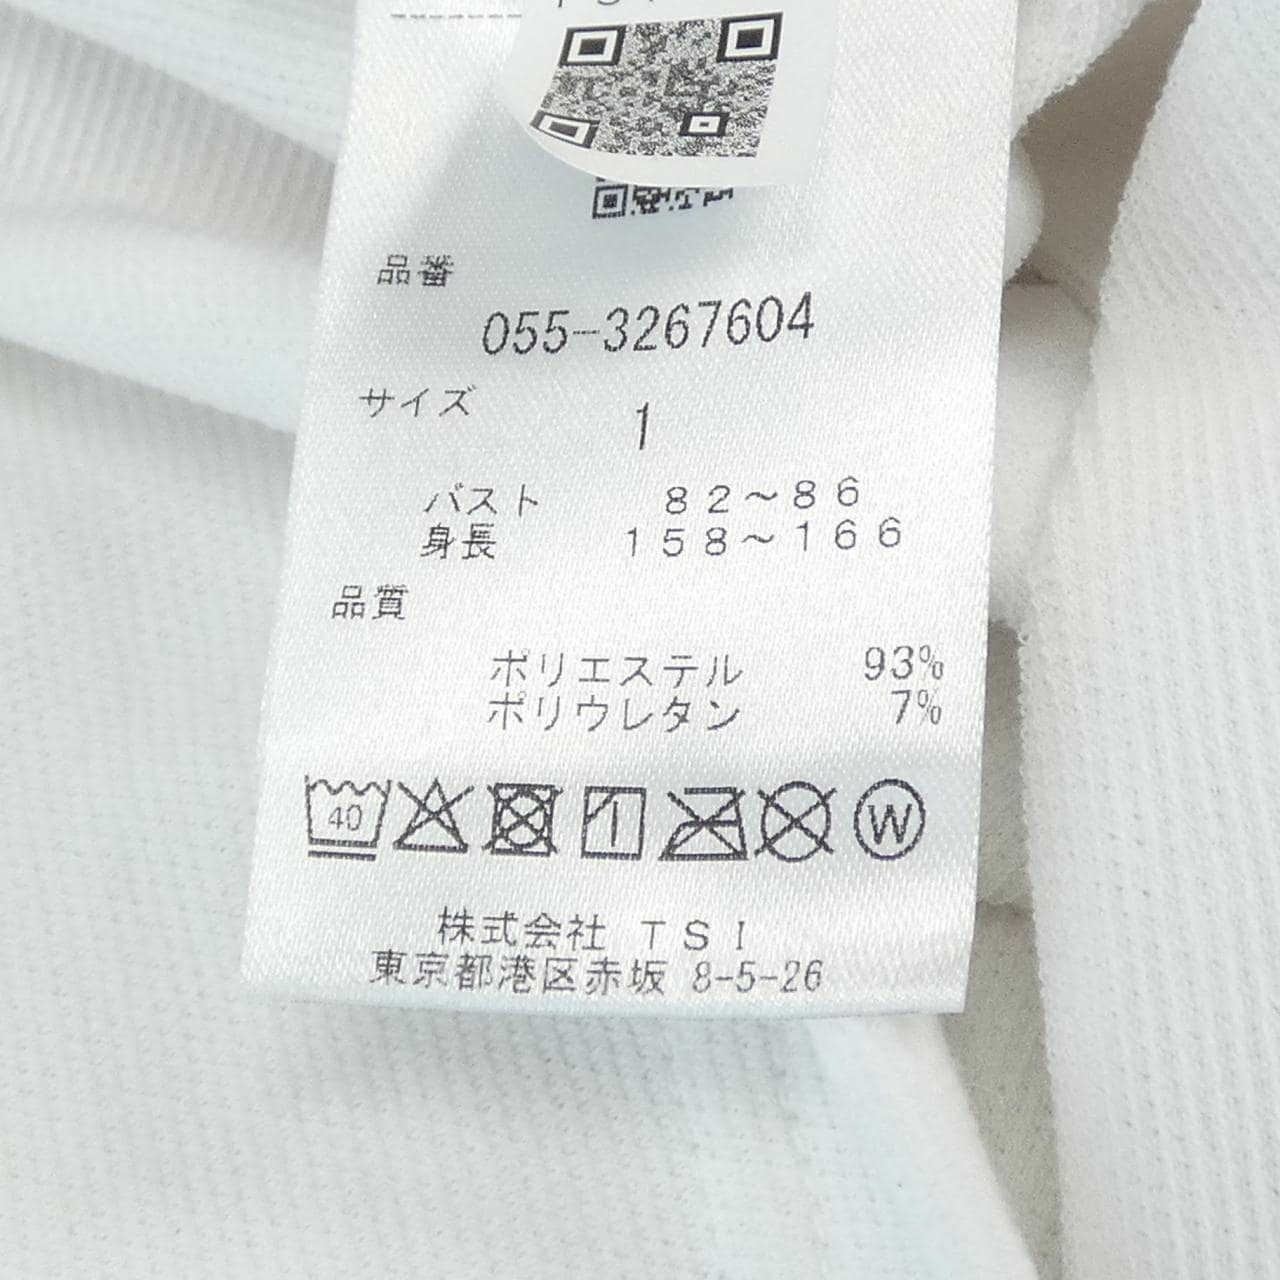 品番
055-3267604
サイズ
1
バスト 82～86
身長 158～166
品質
ポリエステル 93%
ポリウレタン 7%
40 W
株式会社 TSI
東京都港区赤坂 8-5-26